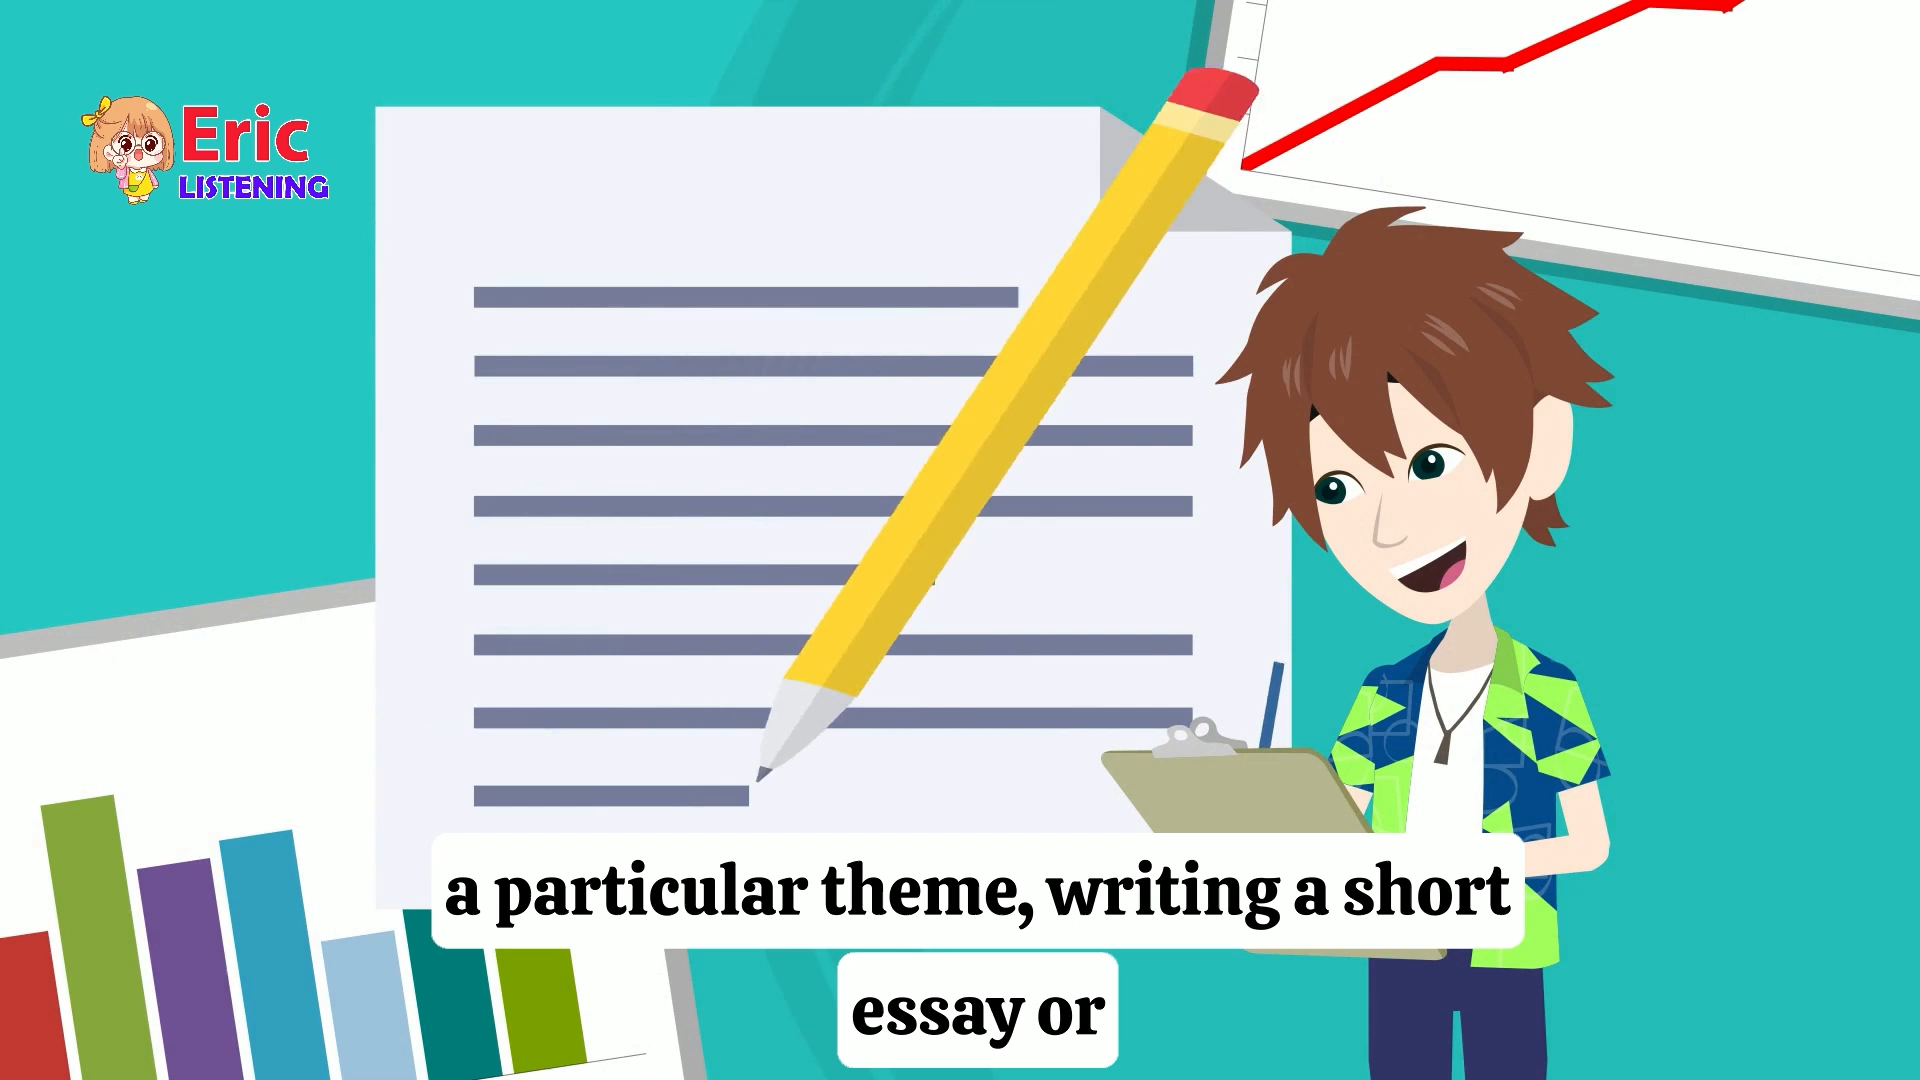 Eric
LISTENING
a particular theme, writing a short
essay or